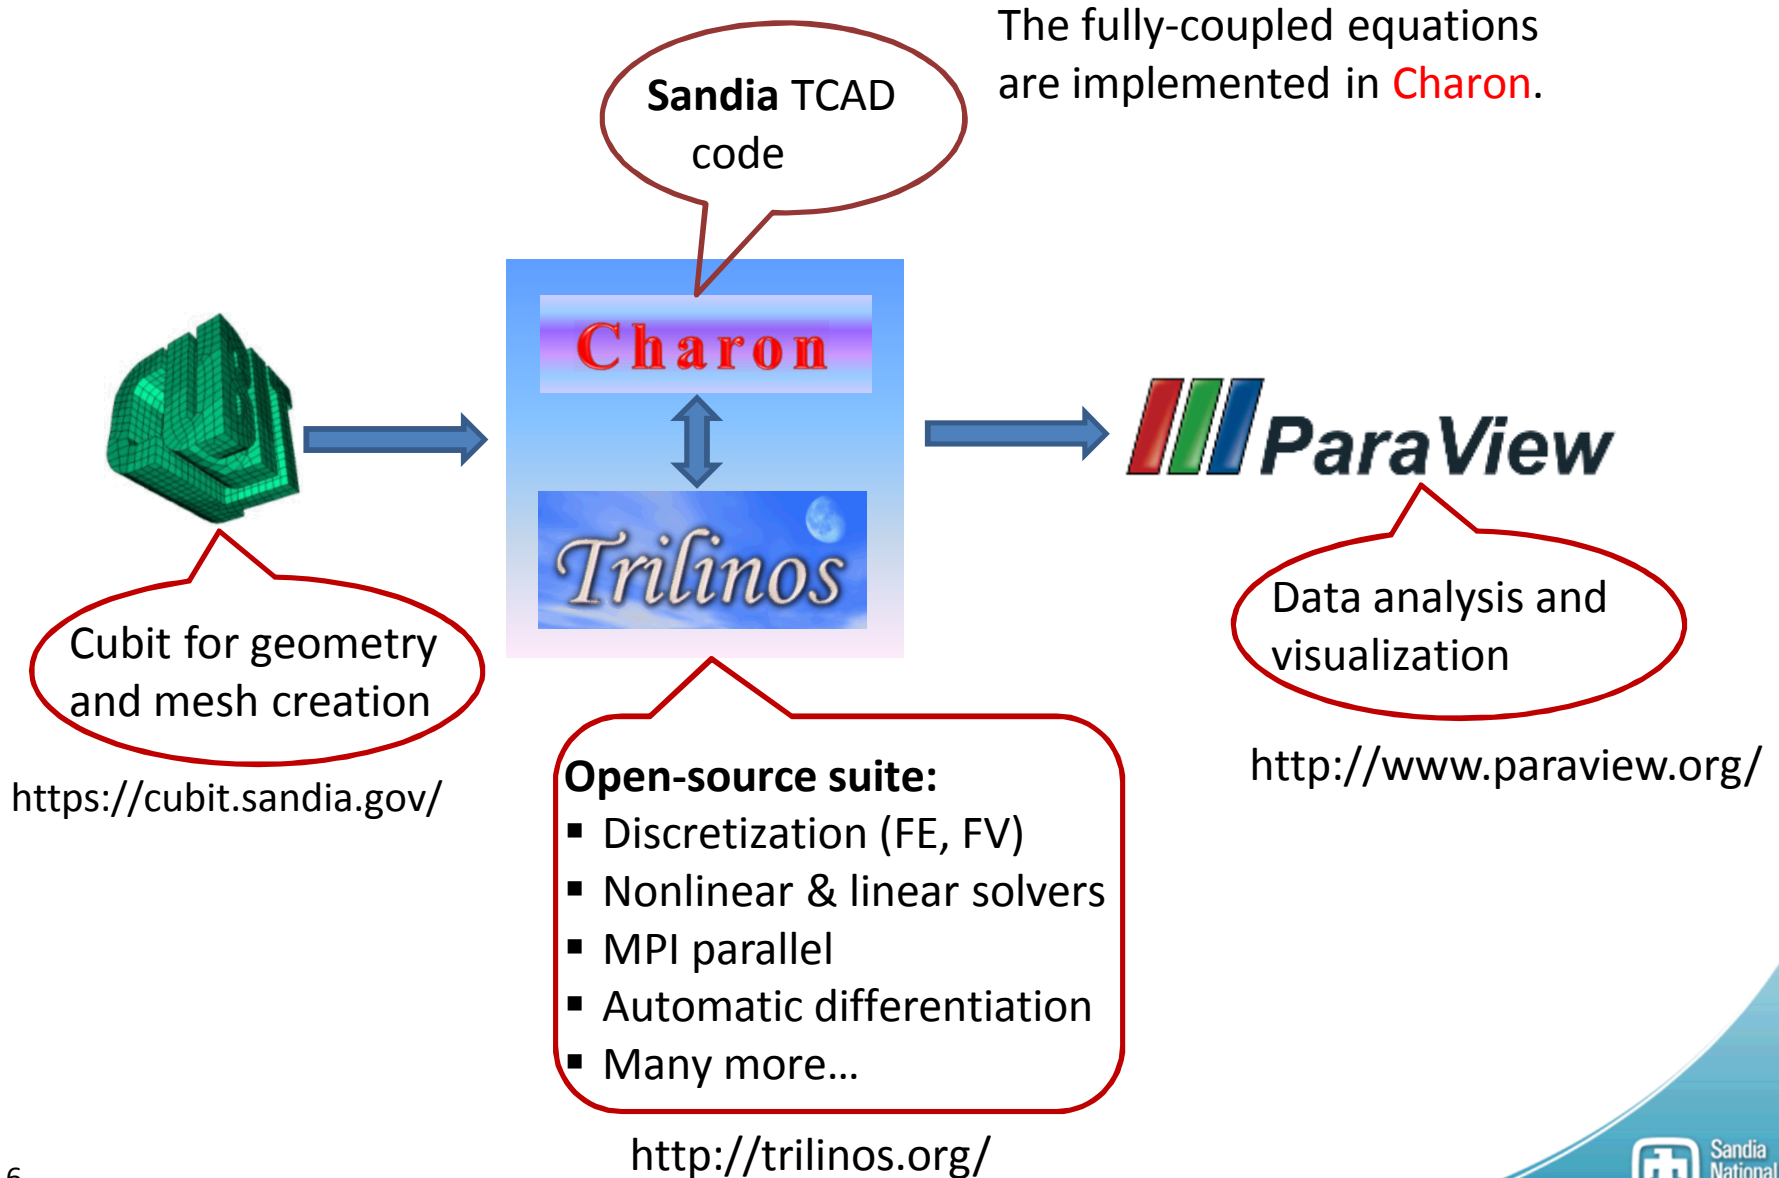 The fully-coupled equations
are implemented in Charon.
Sandia TCAD
code
Charon
Trilinos
CUBIT
ParaView
Cubit for geometry
and mesh creation
https://cubit.sandia.gov/
Data analysis and
visualization
http://www.paraview.org/
Open-source suite:
▪ Discretization (FE, FV)
▪ Nonlinear & linear solvers
▪ MPI parallel
▪ Automatic differentiation
▪ Many more…
http://trilinos.org/
Sandia
National